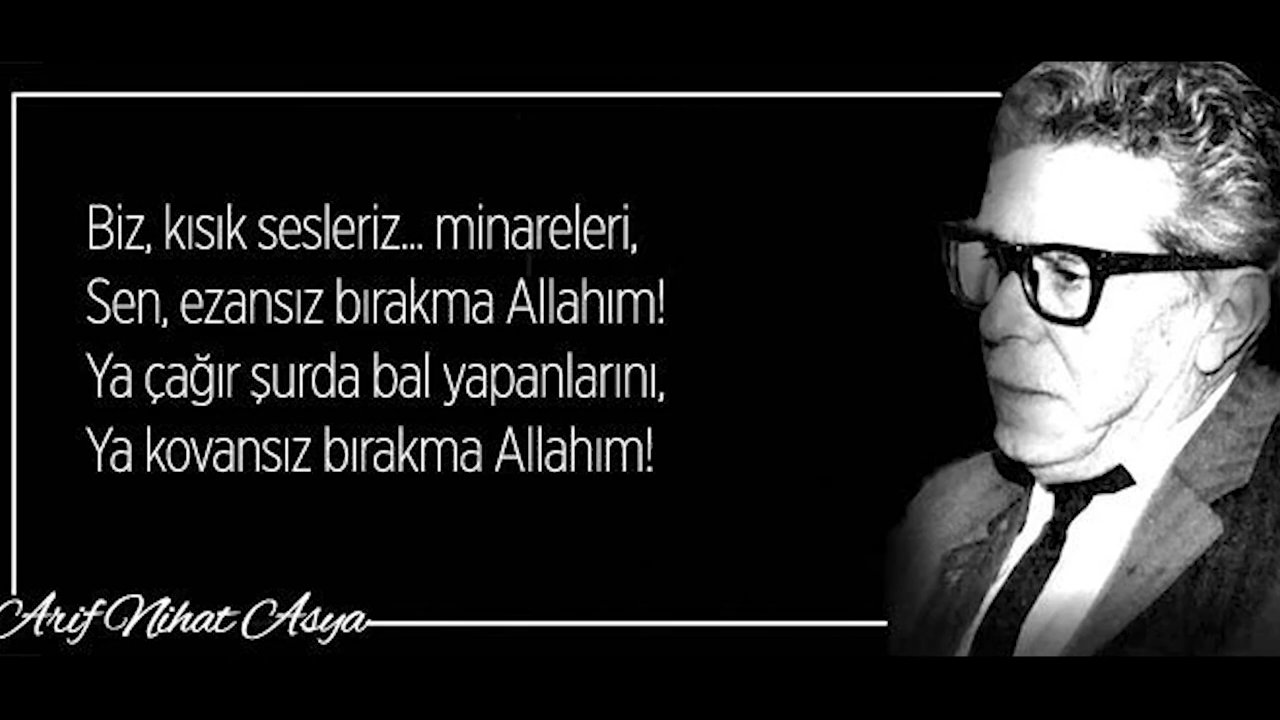 Biz, kısık sesleriz... minareleri,
Sen, ezansız bırakma Allahım!
Ya çağır şurda bal yapanlarını,
Ya kovansız bırakma Allahım!
Arif Nihat Asya